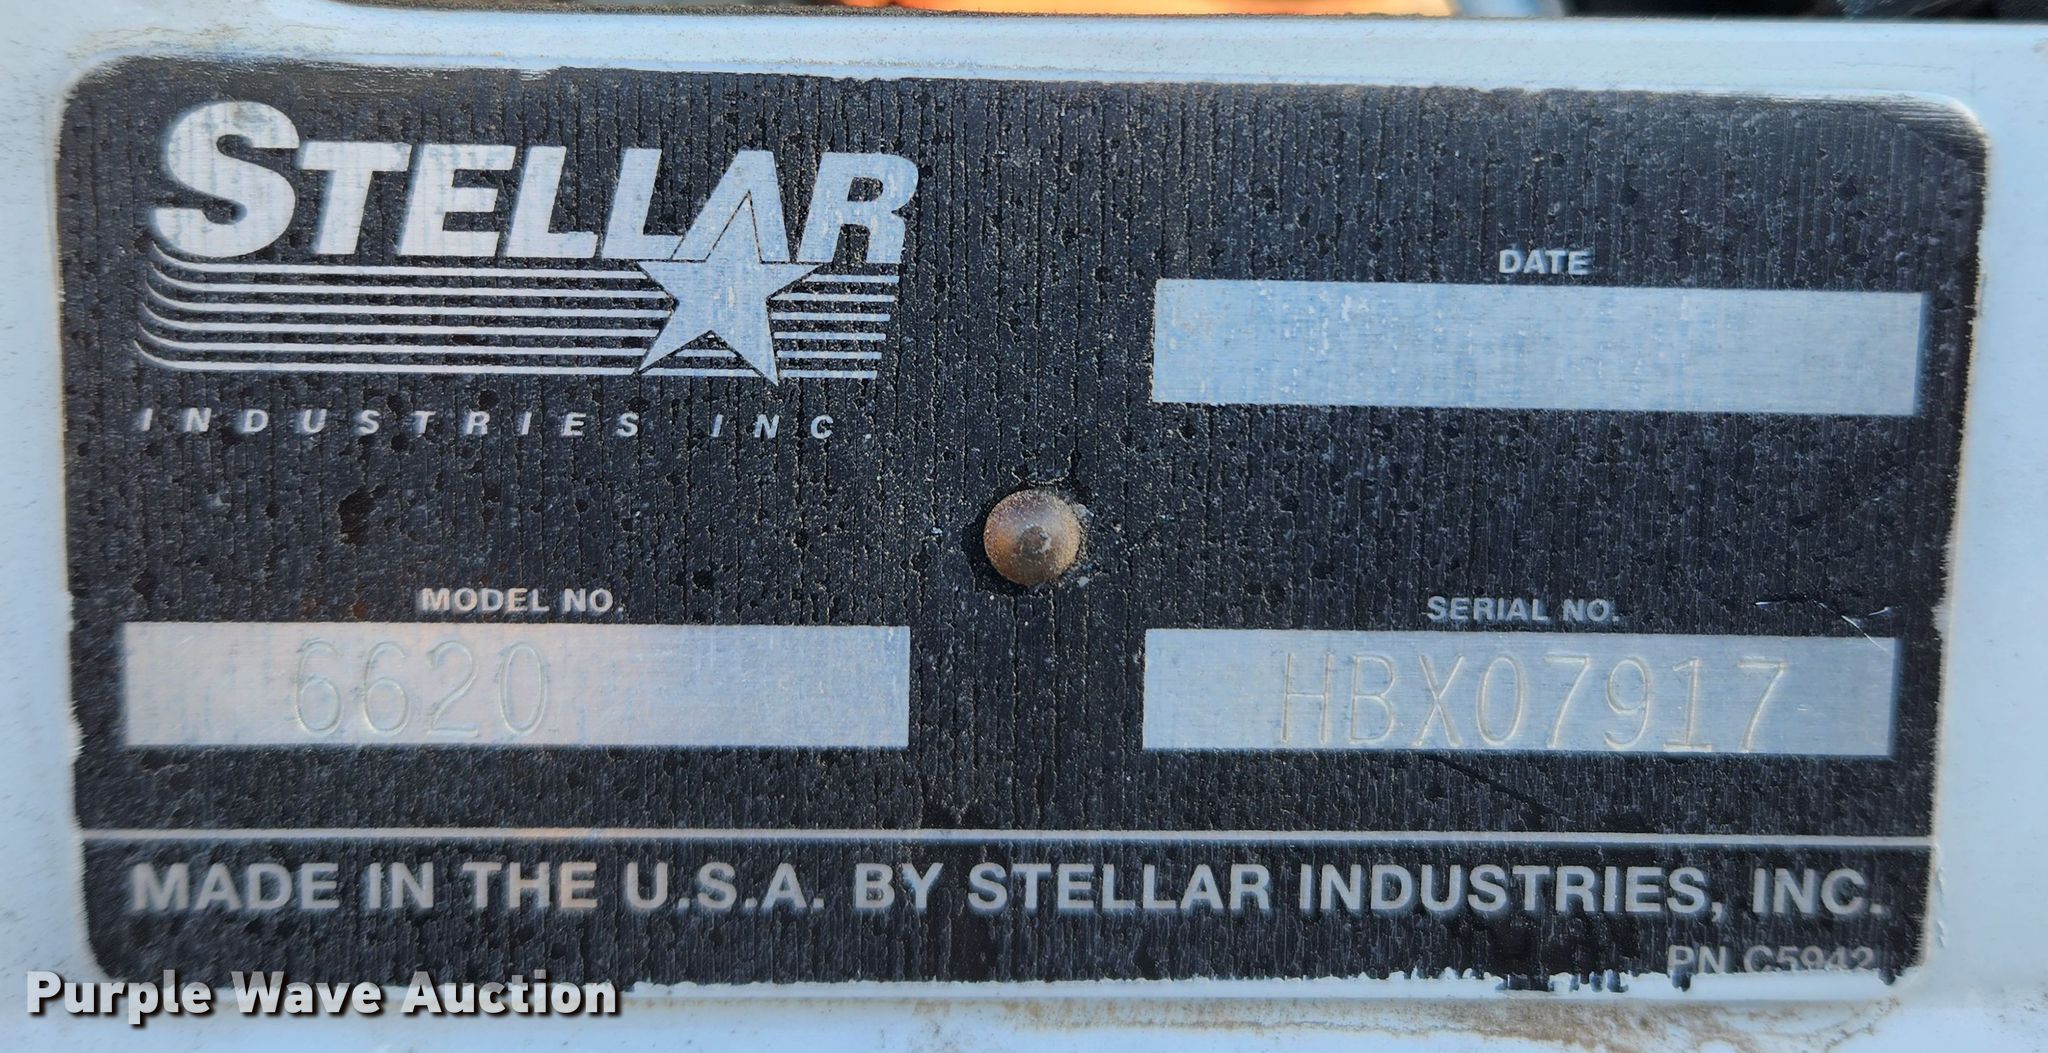 STELLAR
INDUSTRIES INC.
DATE
MODEL NO.
6620
SERIAL NO.
HBX07917
MADE IN THE U.S.A. BY STELLAR INDUSTRIES, INC.
PN C5942
Purple Wave Auction